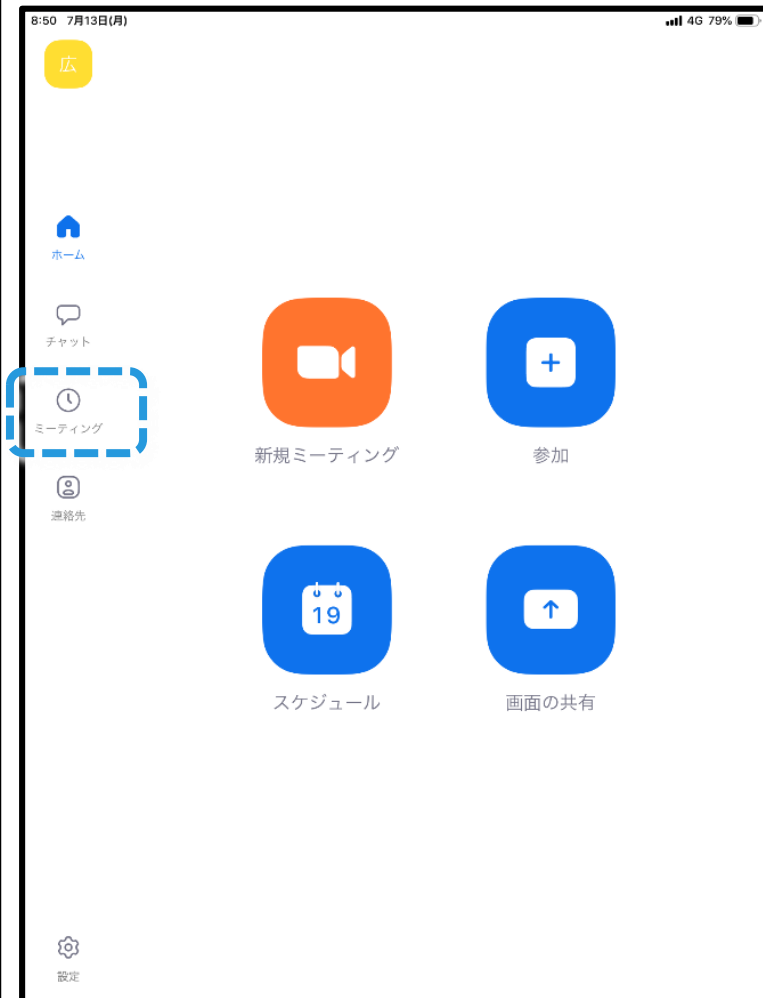 8:50 7月13日(月)
4G 79%
広
ホーム
チャット
ミーティング
連絡先
新規ミーティング
参加
19
スケジュール
画面の共有
設定